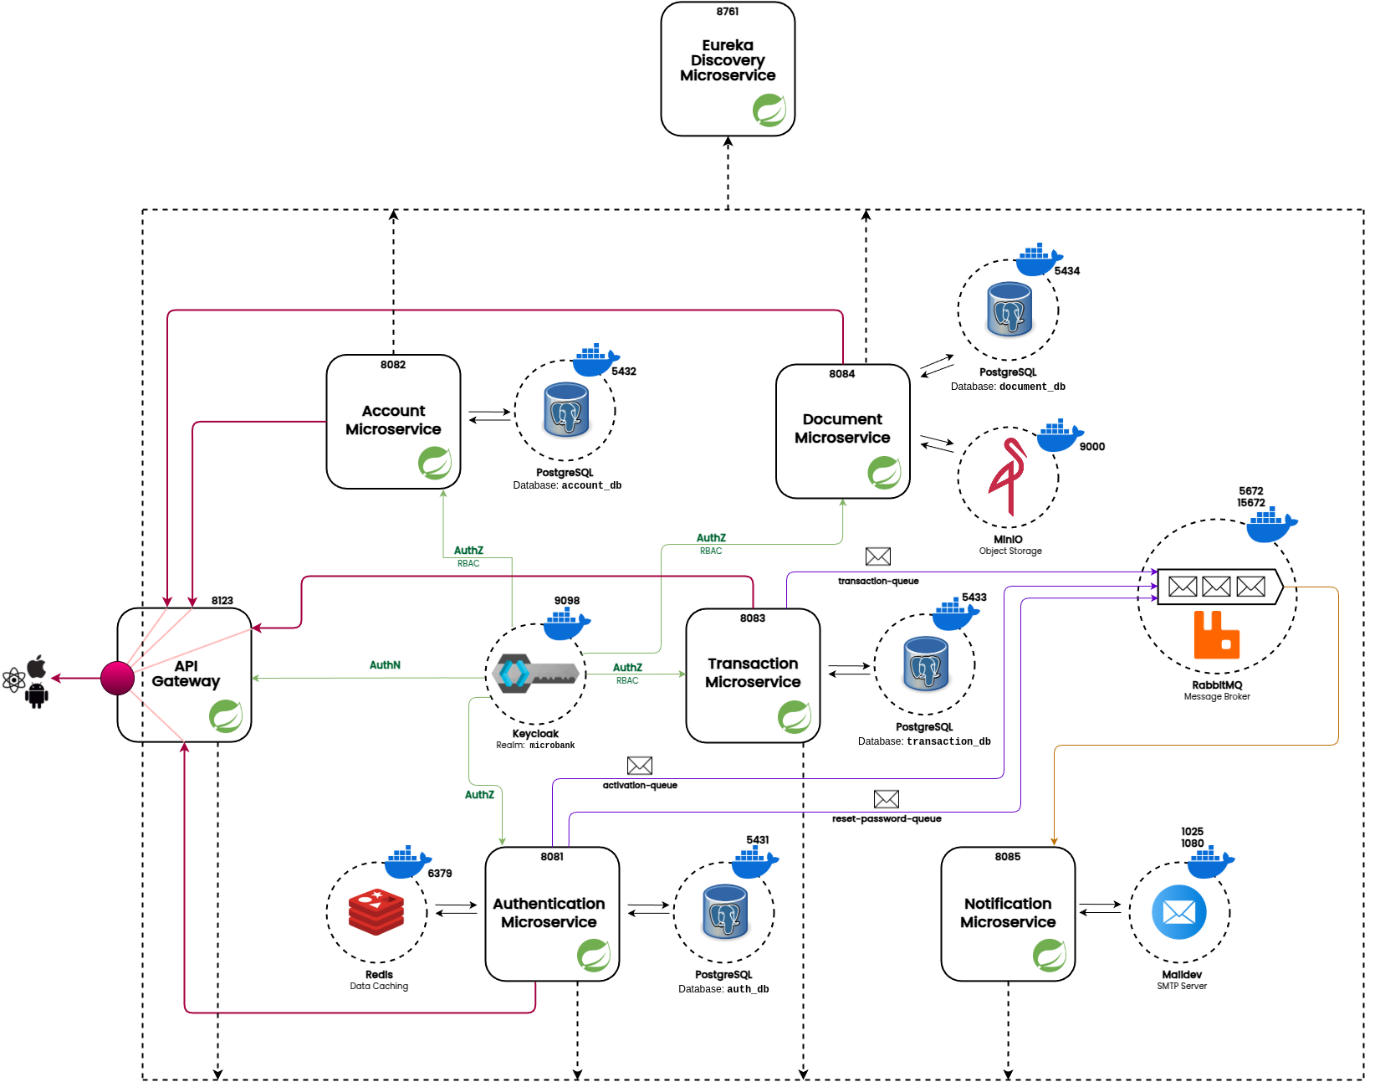 8761
Eureka
Discovery
Microservice
5434
PostgreSQL
Database: document_db
8082
Account
Microservice
5432
PostgreSQL
Database: account_db
8084
Document
Microservice
9000
MinIO
Object Storage
5672
15672
RabbitMQ
Message Broker
AuthZ
RBAC
AuthZ
RBAC
transaction-queue
8123
API
Gateway
AuthN
9098
Keycloak
Realm: microbank
AuthZ
RBAC
8083
Transaction
Microservice
5433
PostgreSQL
Database: transaction_db
activation-queue
reset-password-queue
AuthZ
6379
Redis
Data Caching
8081
Authentication
Microservice
5431
PostgreSQL
Database: auth_db
8085
Notification
Microservice
1025
1080
Maildev
SMTP Server